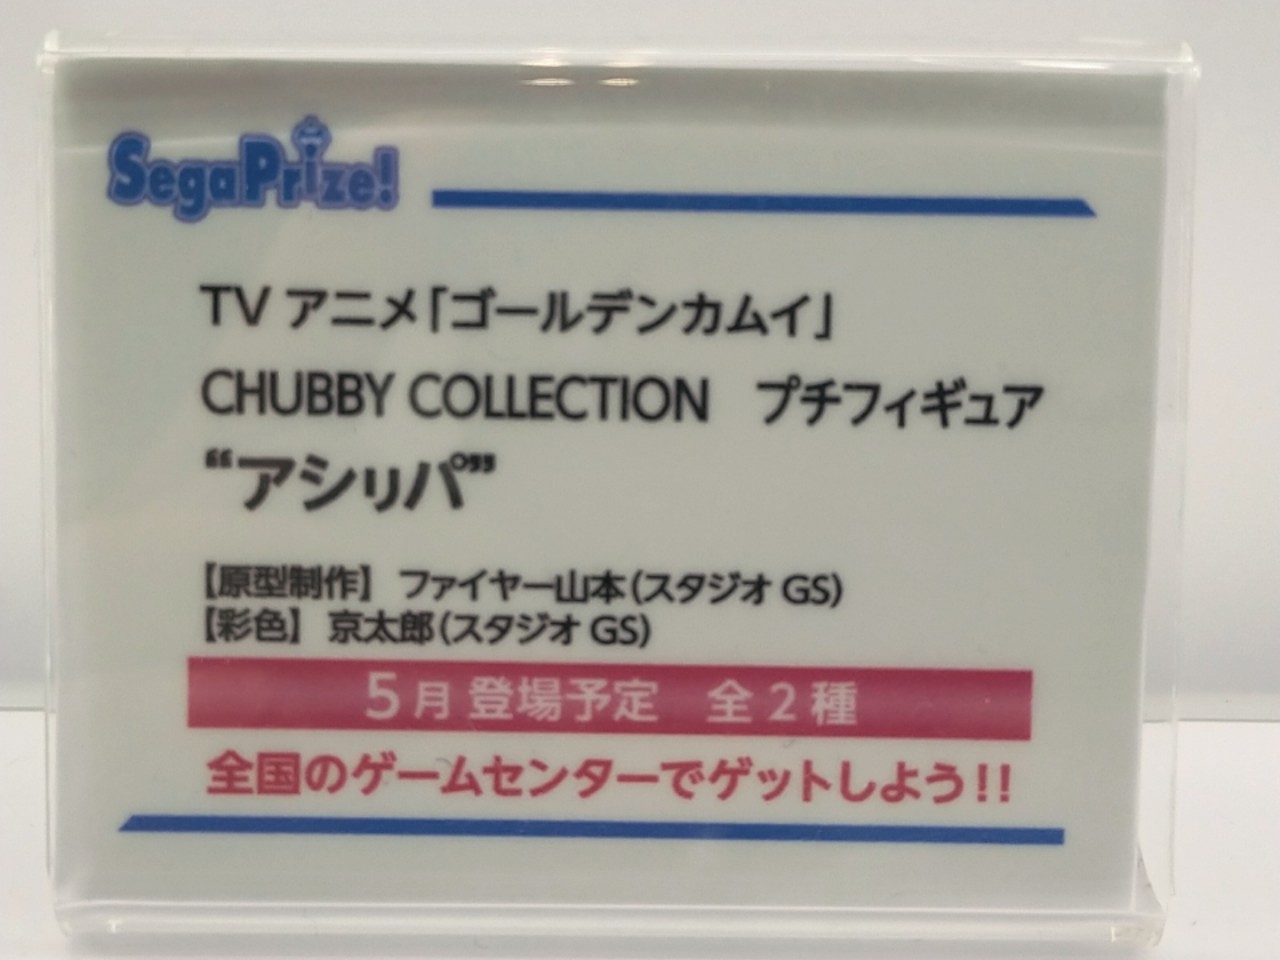 SegaPrize!
TV アニメ「ゴールデンカムイ」
CHUBBY COLLECTION プチフィギュア
“アシㇼパ”
【原型制作】 ファイヤー山本(スタジオ GS)
【彩色】 京太郎(スタジオ GS)
5月登場予定 全2種
全国のゲームセンターでゲットしよう!!